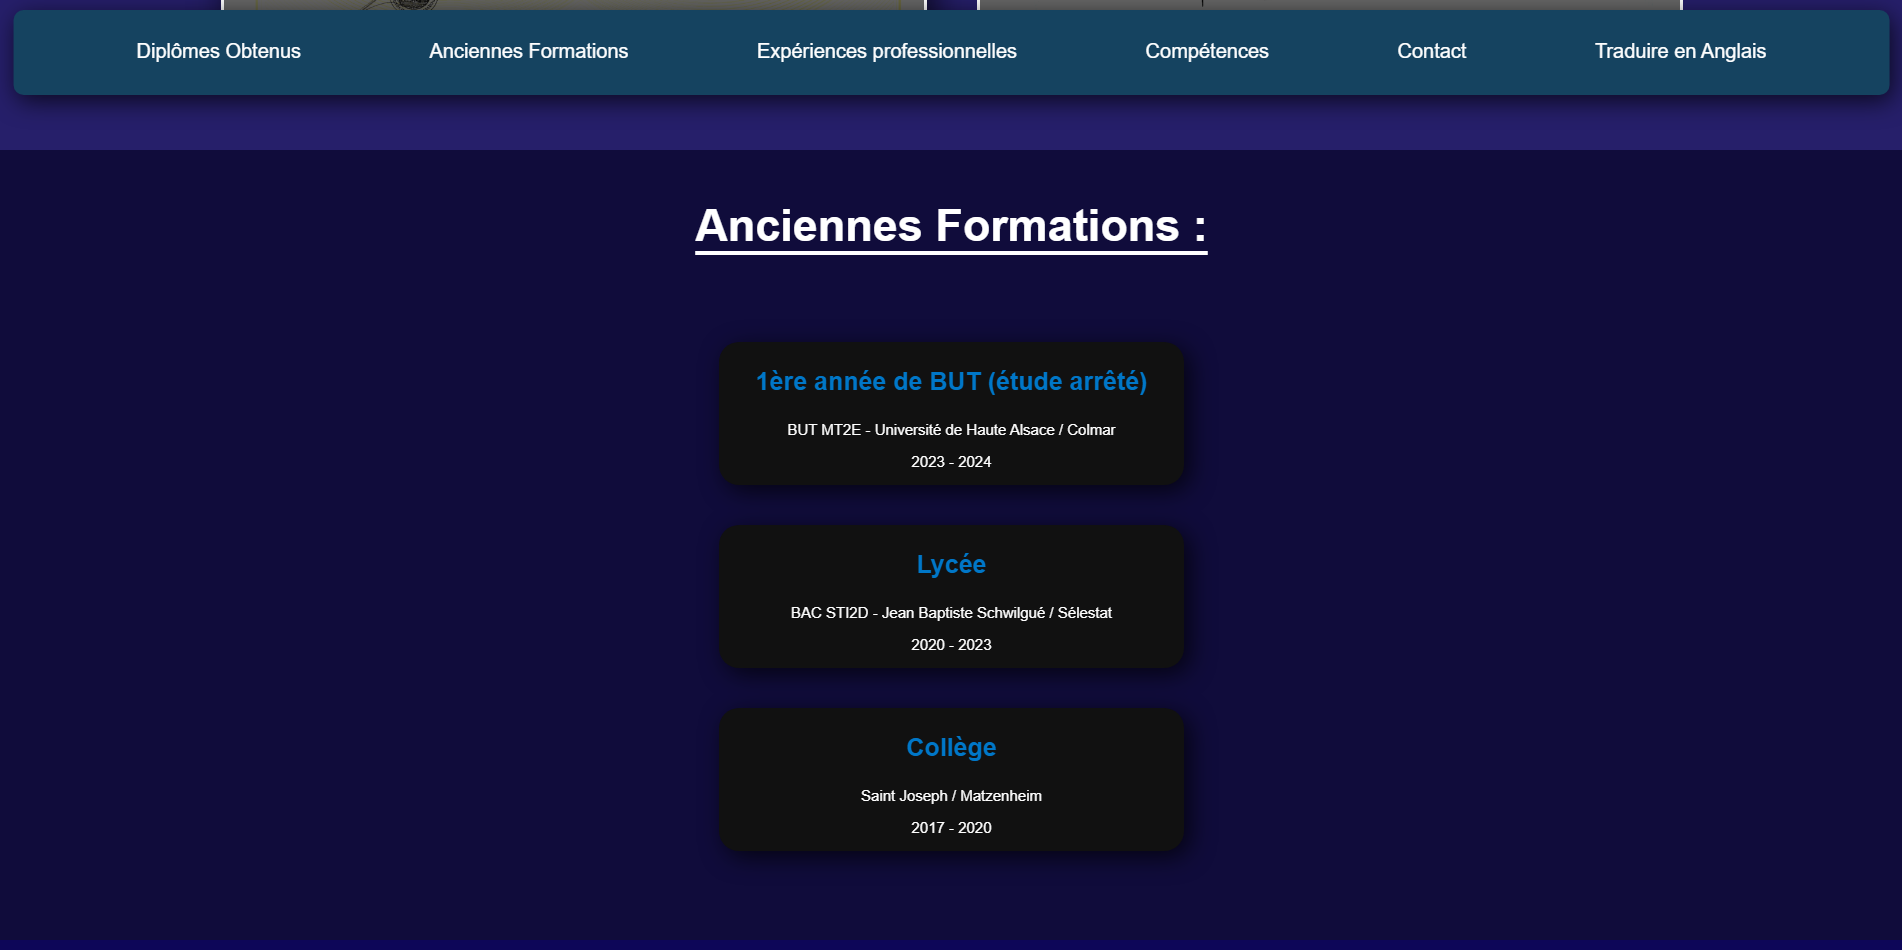 Diplômes Obtenus
Anciennes Formations
Expériences professionnelles
Compétences
Contact
Traduire en Anglais
Anciennes Formations :
1ère année de BUT (étude arrêté)
BUT MT2E - Université de Haute Alsace / Colmar
2023 - 2024
Lycée
BAC STI2D - Jean Baptiste Schwilgué / Sélestat
2020 - 2023
Collège
Saint Joseph / Matzenheim
2017 - 2020